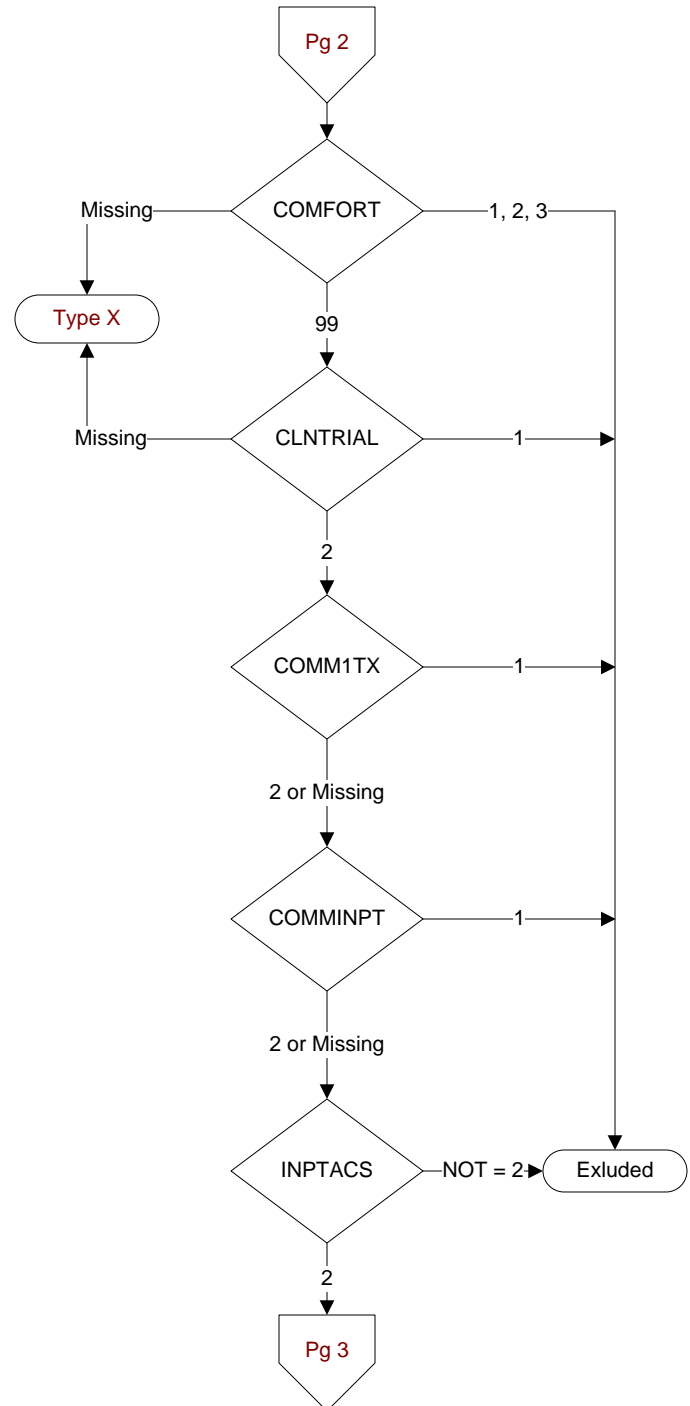 Pg 2
COMFORT
Missing
1, 2, 3
Type X
99
Missing
CLNTRIAL
1
2
COMM1TX
1
2 or Missing
COMMINPT
1
2 or Missing
INPTACS
NOT = 2
Exluded
2
Pg 3